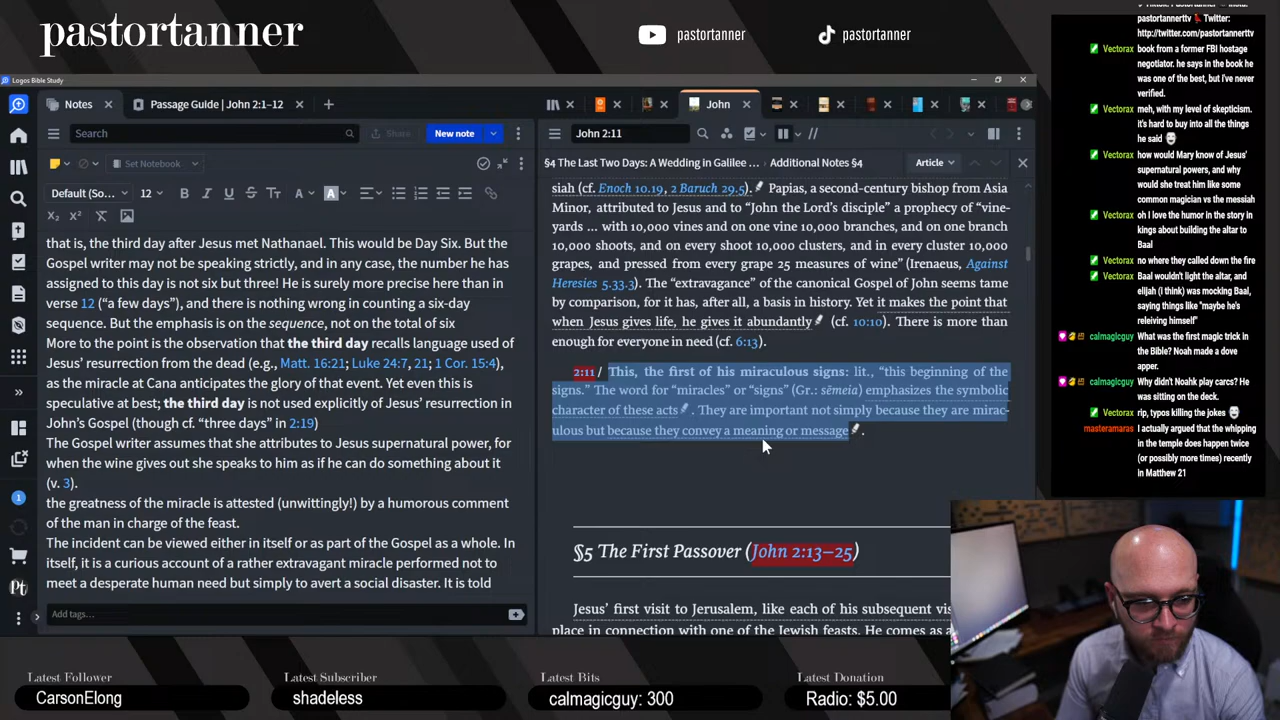 pastortanner
pastortanner
pastortanner
Logos Bible Study
Notes
Passage Guide | John 2:1–12
John
Search
Share
New note
John 2:11
Set Notebook
§4 The Last Two Days: A Wedding in Galilee ...
Additional Notes §4
Article
Default (So...
12
that is, the third day after Jesus met Nathanael. This would be Day Six. But the
Gospel writer may not be speaking strictly, and in any case, the number he has
assigned to this day is not six but three! He is surely more precise here than in
verse 12 (“a few days”), and there is nothing wrong in counting a six-day
sequence. But the emphasis is on the sequence, not on the total of six
More to the point is the observation that the third day recalls language used of
Jesus’ resurrection from the dead (e.g., Matt. 16:21; Luke 24:7, 21; 1 Cor. 15:4),
as the miracle at Cana anticipates the glory of that event. Yet even this is
speculative at best; the third day is not used explicitly of Jesus’ resurrection in
John’s Gospel (though cf. “three days” in 2:19)
The Gospel writer assumes that she attributes to Jesus supernatural power, for
when the wine gives out she speaks to him as if he can do something about it
(v. 3).
the greatness of the miracle is attested (unwittingly!) by a humorous comment
of the man in charge of the feast.
The incident can be viewed either in itself or as part of the Gospel as a whole. In
itself, it is a curious account of a rather extravagant miracle performed not to
meet a desperate human need but simply to avert a social disaster. It is told
Add tags...
siah (cf. Enoch 10.19, 2 Baruch 29.5). Papias, a second-century bishop from Asia
Minor, attributed to Jesus and to “John the Lord’s disciple” a prophecy of “vine-
yards ... with 10,000 vines and on one vine 10,000 branches, and on one branch
10,000 shoots, and on every shoot 10,000 clusters, and in every cluster 10,000
grapes, and pressed from every grape 25 measures of wine” (Irenaeus, Against
Heresies 5.33.3). The “extravagance” of the canonical Gospel of John seems tame
by comparison, for it has, after all, a basis in history. Yet it makes the point that
when Jesus gives life, he gives it abundantly (cf. 10:10). There is more than
enough for everyone in need (cf. 6:13).
2:11 / This, the first of his miraculous signs: lit., “this beginning of the
signs.” The word for “miracles” or “signs” (Gr.: sēmeia) emphasizes the symbolic
character of these acts. They are important not simply because they are mirac-
ulous but because they convey a meaning or message.
§5 The First Passover (John 2:13–25)
Jesus’ first visit to Jerusalem, like each of his subsequent vis
place in connection with one of the Jewish feasts. He comes as a
pastortannerttv Twitter:
http://twitter.com/pastortannerttv
Vectorax
book from a former FBI hostage
negotiator. he says in the book he
was one of the best, but i've never
verified.
Vectorax
meh, with my level of skepticism.
it's hard to buy into all the things
he said
Vectorax
how would Mary know of Jesus'
supernatural powers, and why
would she treat him like some
common magician vs the messiah
Vectorax
oh I love the humor in the story in
kings about building the altar to
Baal
Vectorax
no where they called down the fire
Vectorax
Baal wouldn't light the altar, and
elijah (i think) was mocking Baal,
saying things like "maybe he's
releiving himself"
calmagicguy
What was the first magic trick in
the Bible? Noah made a dove
apper.
calmagicguy
Why didn't Noahk play carcs? He
was sitting on the deck.
Vectorax
rip, typos killing the jokes
masteramaras
I actually argued that the whipping
in the temple does happen twice
(or possibly more times) recently
in Matthew 21
Latest Follower
CarsonElong
Latest Subscriber
shadeless
Latest Bits
calmagicguy: 300
Latest Donation
Radio: $5.00